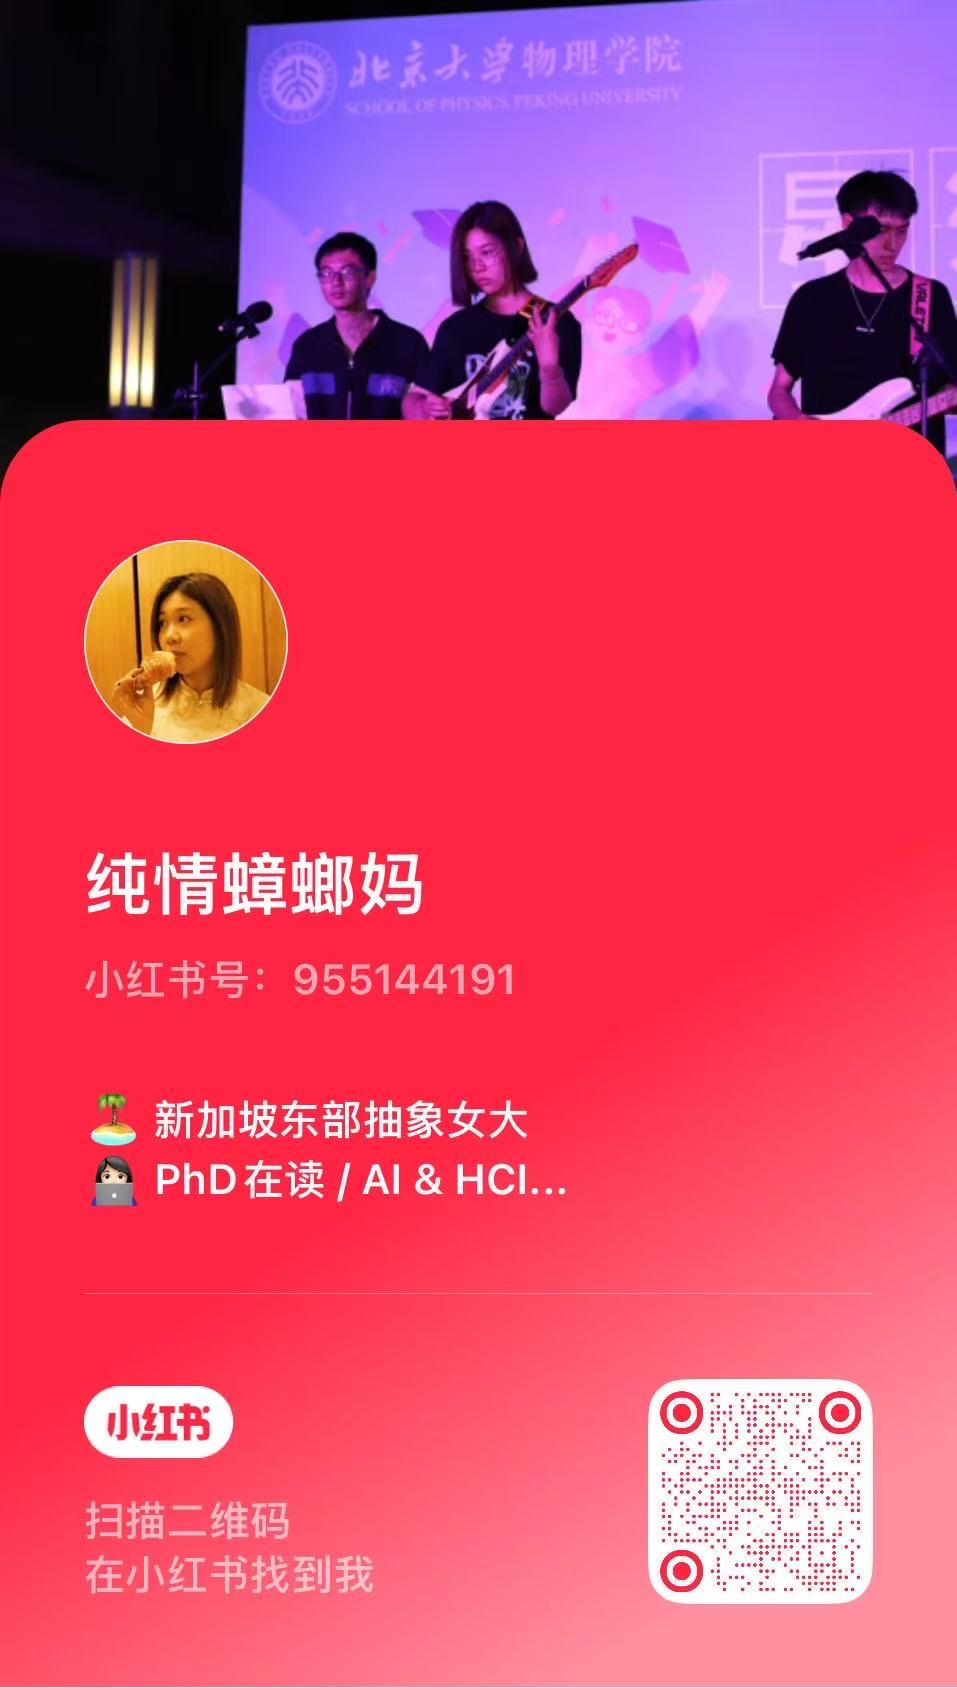 北京大学物理学院
SCHOOL OF PHYSICS, PEKING UNIVERSITY
纯情蟑螂妈
小红书号：955144191
🏝️ 新加坡东部抽象女大
👩🏻‍💻 PhD在读 / AI & HCI...
小红书
扫描二维码
在小红书找到我